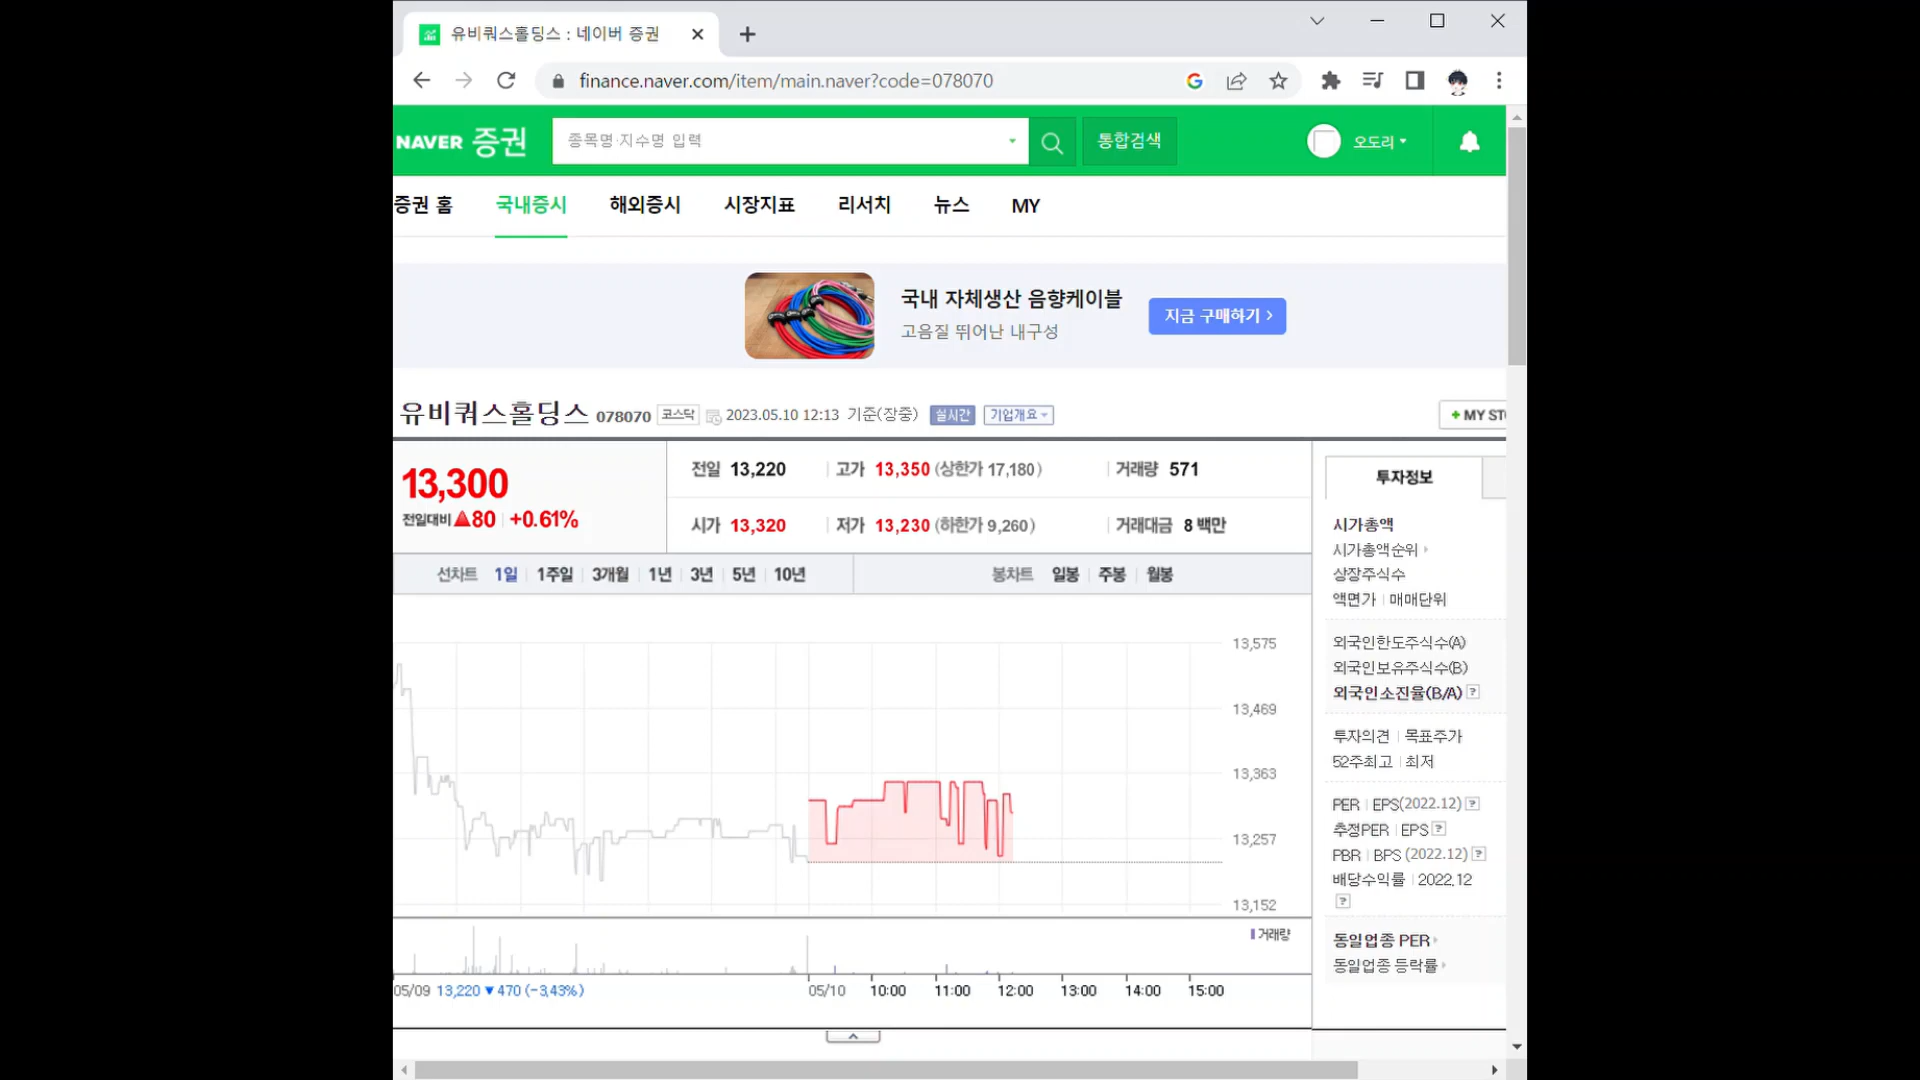 유비쿼스홀딩스 : 네이버 증권
finance.naver.com/item/main.naver?code=078070
NAVER 증권 종목명·지수명 입력 통합검색 오도리
증권 홈 국내증시 해외증시 시장지표 리서치 뉴스 MY
국내 자체생산 음향케이블
고음질 뛰어난 내구성
지금 구매하기 >
유비쿼스홀딩스 078070 코스닥 2023.05.10 12:13 기준(장중) 실시간 기업개요 + MY ST
13,300
전일대비 ▲80 +0.61%
전일 13,220 고가 13,350 (상한가 17,180) 거래량 571
시가 13,320 저가 13,230 (하한가 9,260) 거래대금 8 백만
선차트 1일 1주일 3개월 1년 3년 5년 10년 봉차트 일봉 주봉 월봉
13,575
13,469
13,363
13,257
13,152
거래량
05/09 13,220 ▼470 (-3,43%) 05/10 10:00 11:00 12:00 13:00 14:00 15:00
투자정보
시가총액
시가총액순위
상장주식수
액면가 매매단위
외국인한도주식수(A)
외국인보유주식수(B)
외국인소진율(B/A) ?
투자의견 목표주가
52주최고 최저
PER EPS(2022.12) ?
추정PER EPS ?
PBR BPS (2022.12) ?
배당수익률 2022.12
?
동일업종 PER
동일업종 등락률